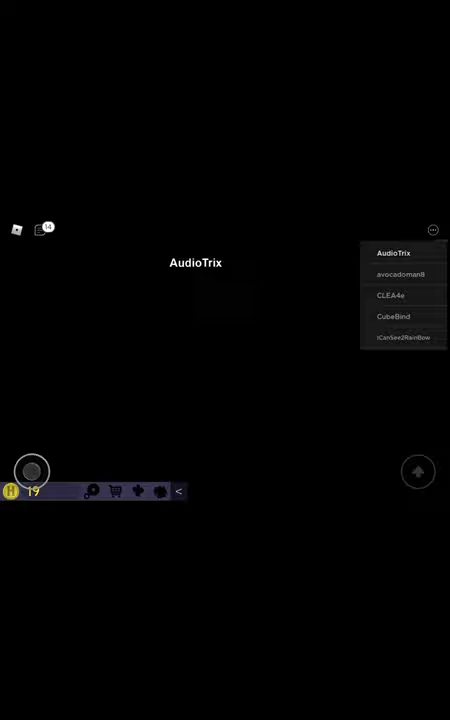 14
AudioTrix
AudioTrix
avocadoman8
CLEA4e
CubeBind
ICanSee2RainBow
H 19
<